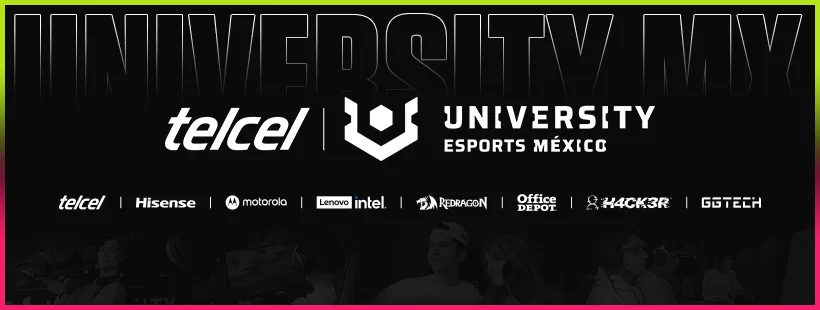 UNIVERSITY MX
telcel | UNIVERSITY
ESPORTS MÉXICO
telcel | Hisense | motorola | Lenovo intel. | REDRAGON | Office DEPOT. | H4CK3R | GGTECH